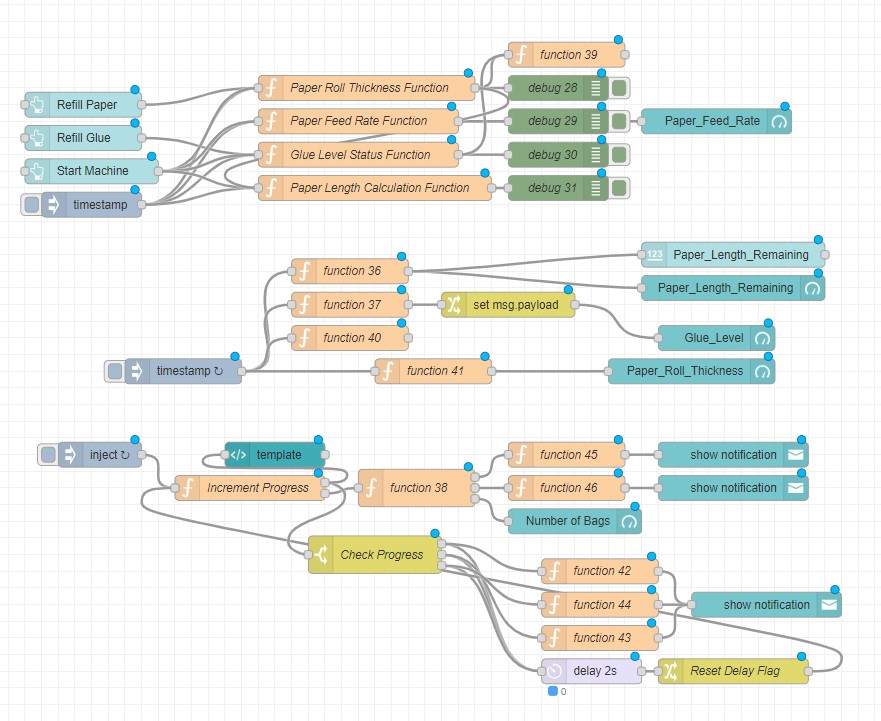 function 39
Refill Paper
Paper Roll Thickness Function
debug 28
Refill Glue
Paper Feed Rate Function
debug 29
Paper_Feed_Rate
Start Machine
Glue Level Status Function
debug 30
timestamp
Paper Length Calculation Function
debug 31
123
Paper_Length_Remaining
function 36
Paper_Length_Remaining
function 37
set msg.payload
function 40
Glue_Level
timestamp ↻
function 41
Paper_Roll_Thickness
inject ↻
</> template
function 45
show notification
Increment Progress
function 38
function 46
show notification
Number of Bags
Check Progress
function 42
function 44
show notification
function 43
delay 2s
Reset Delay Flag
0